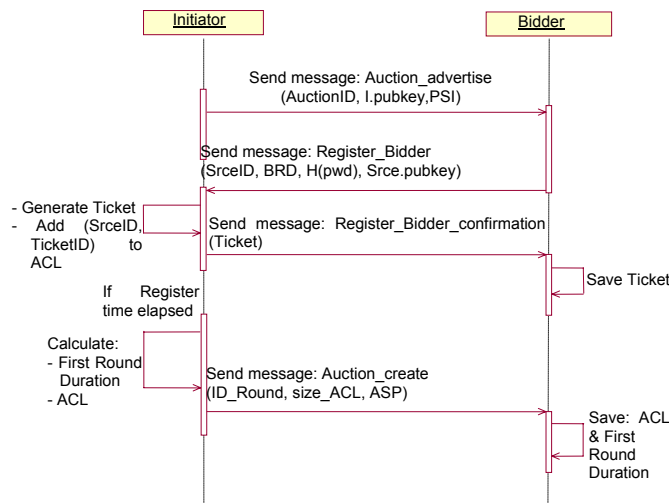 Initiator
Bidder
Send message: Auction_advertise
(AuctionID, I.pubkey,PSI)
Send message: Register_Bidder
(SrceID, BRD, H(pwd), Srce.pubkey)
- Generate Ticket
- Add (SrceID,
TicketID) to
ACL
Send message: Register_Bidder_confirmation
(Ticket)
Save Ticket
If Register
time elapsed
Calculate:
- First Round
Duration
- ACL
Send message: Auction_create
(ID_Round, size_ACL, ASP)
Save: ACL
& First
Round
Duration